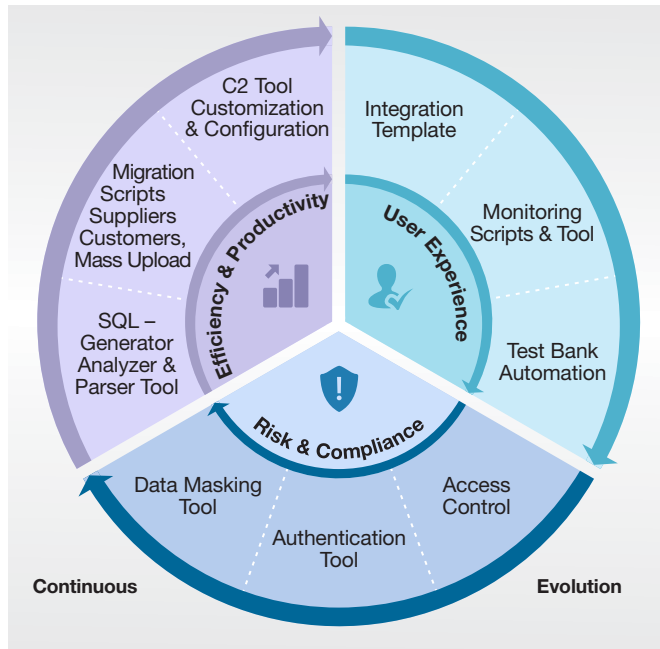 C2 Tool
Customization
& Configuration
Migration
Scripts
Suppliers
Customers,
Mass Upload
SQL –
Generator
Analyzer &
Parser Tool
Efficiency & Productivity
Integration
Template
Monitoring
Scripts & Tool
Test Bank
Automation
User Experience
Risk & Compliance
Data Masking
Tool
Authentication
Tool
Access
Control
Continuous
Evolution